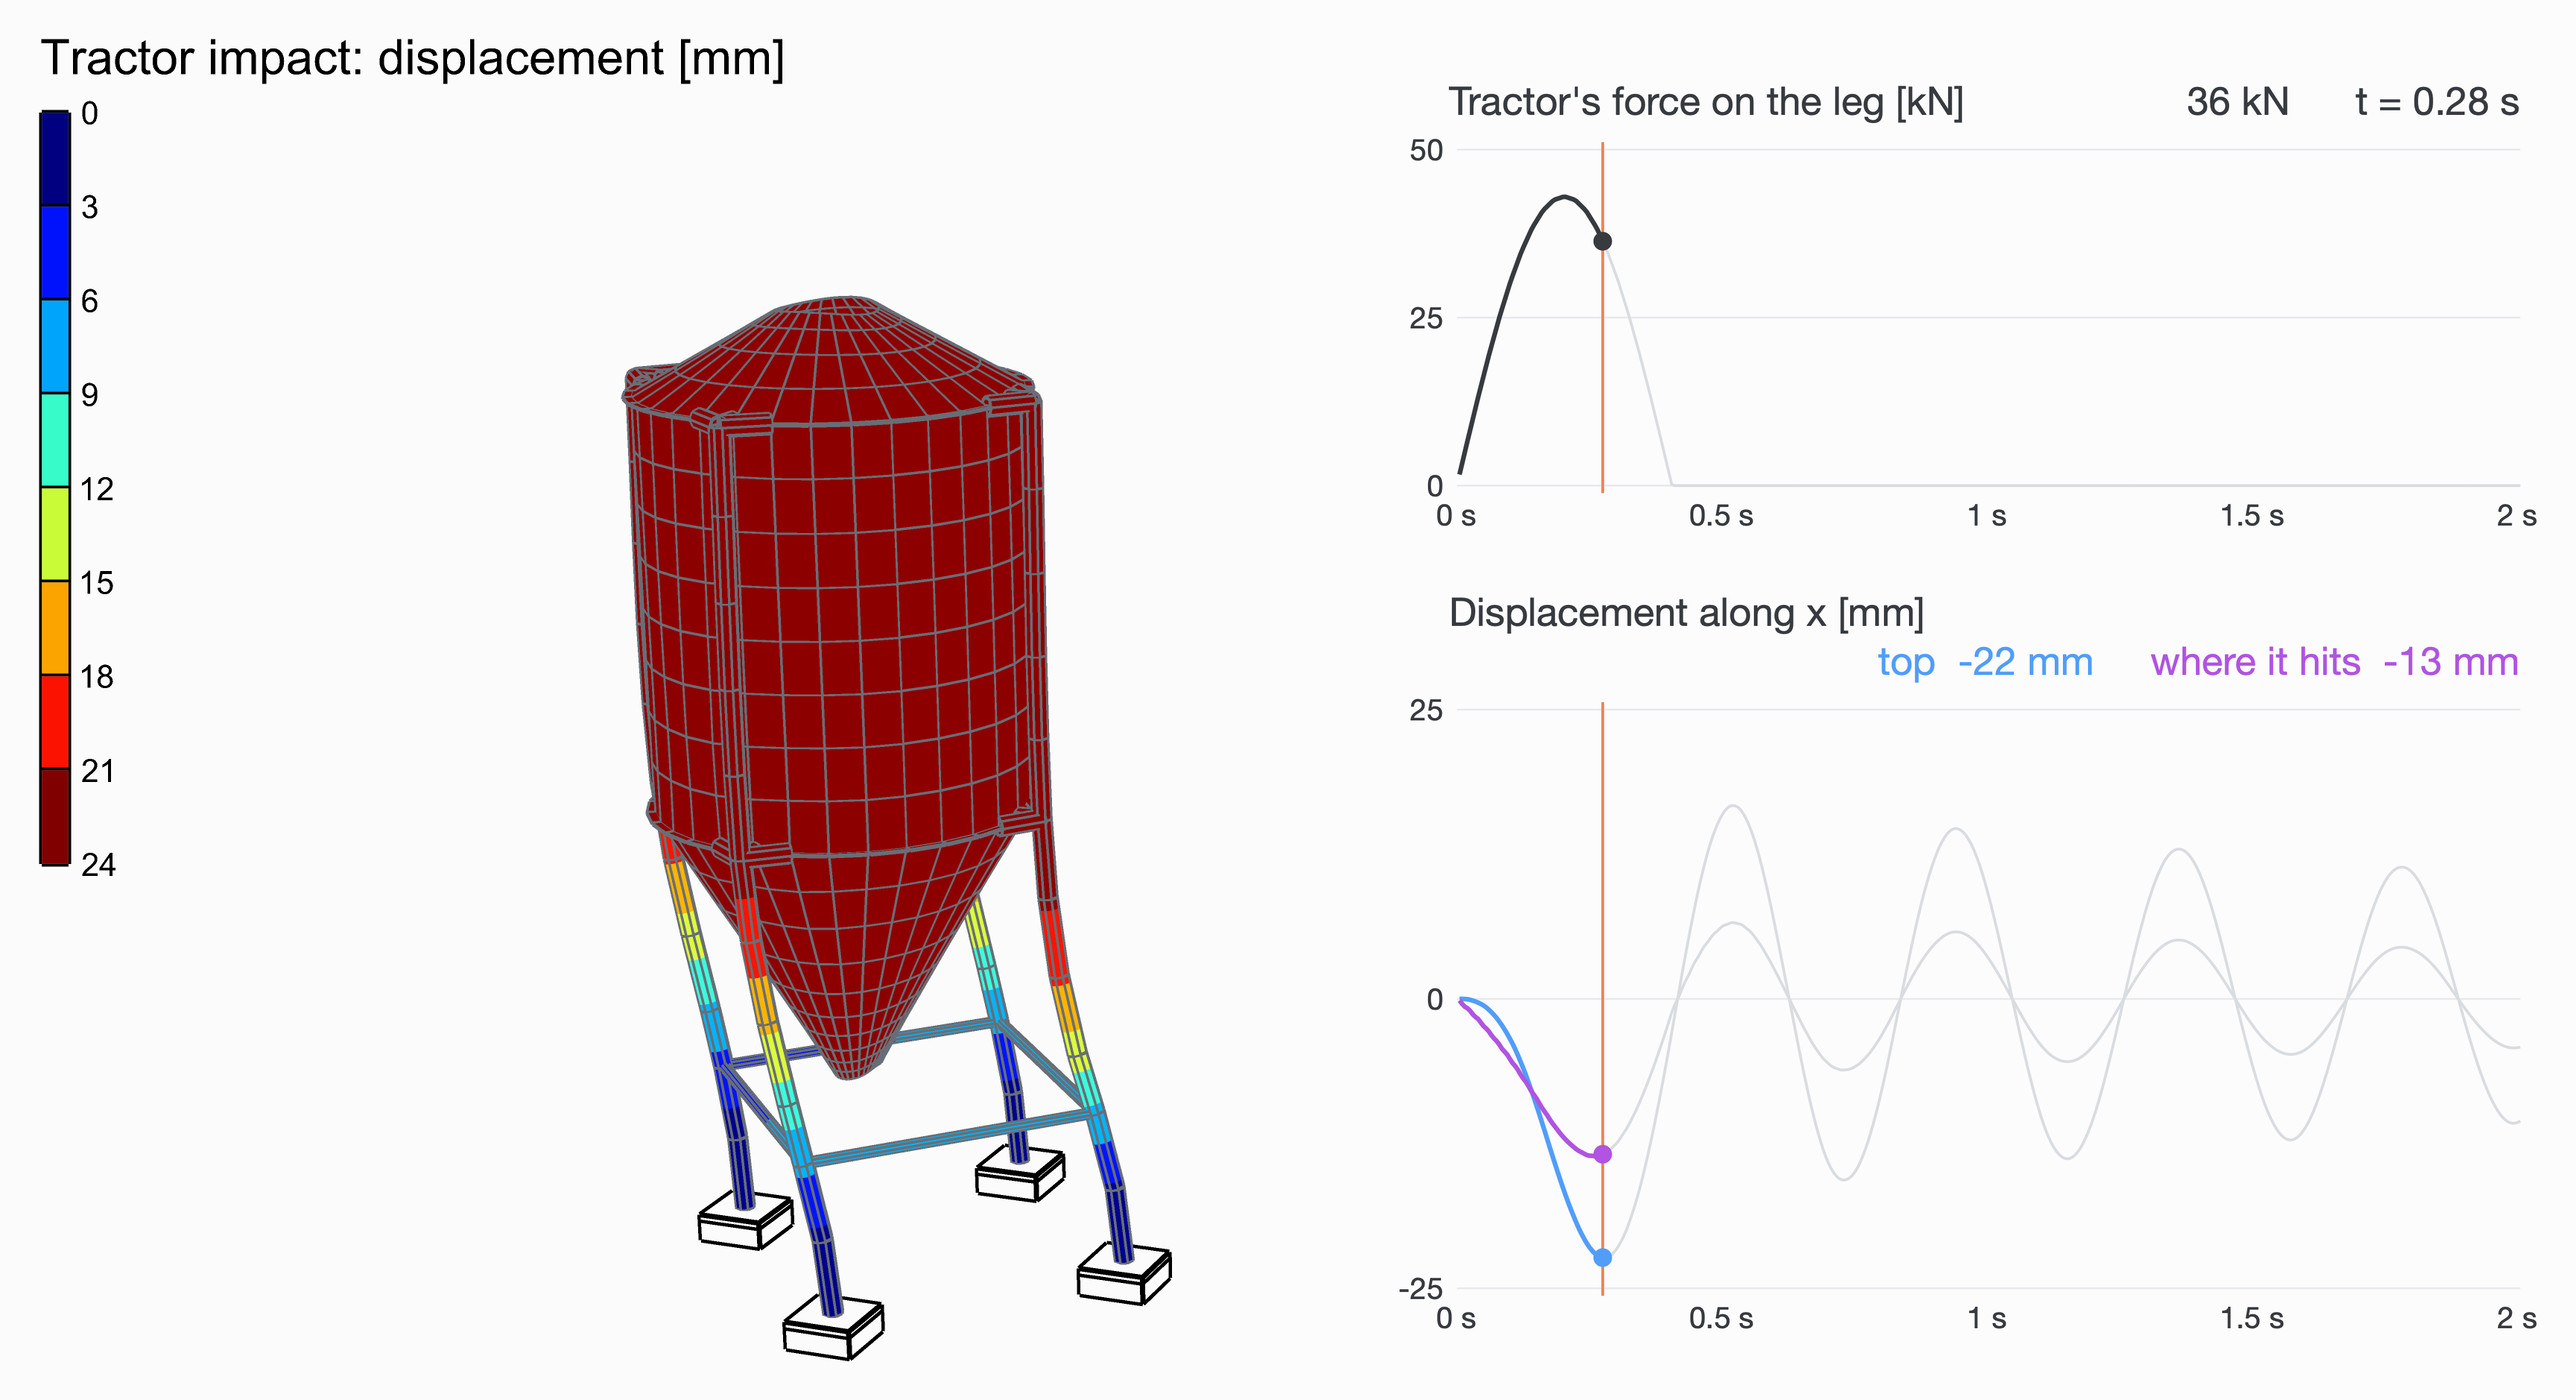 Tractor impact: displacement [mm]
0
3
6
9
12
15
18
21
24
Tractor's force on the leg [kN] 36 kN t = 0.28 s
50
25
0
0 s 0.5 s 1 s 1.5 s 2 s
Displacement along x [mm]
top -22 mm where it hits -13 mm
25
0
-25
0 s 0.5 s 1 s 1.5 s 2 s